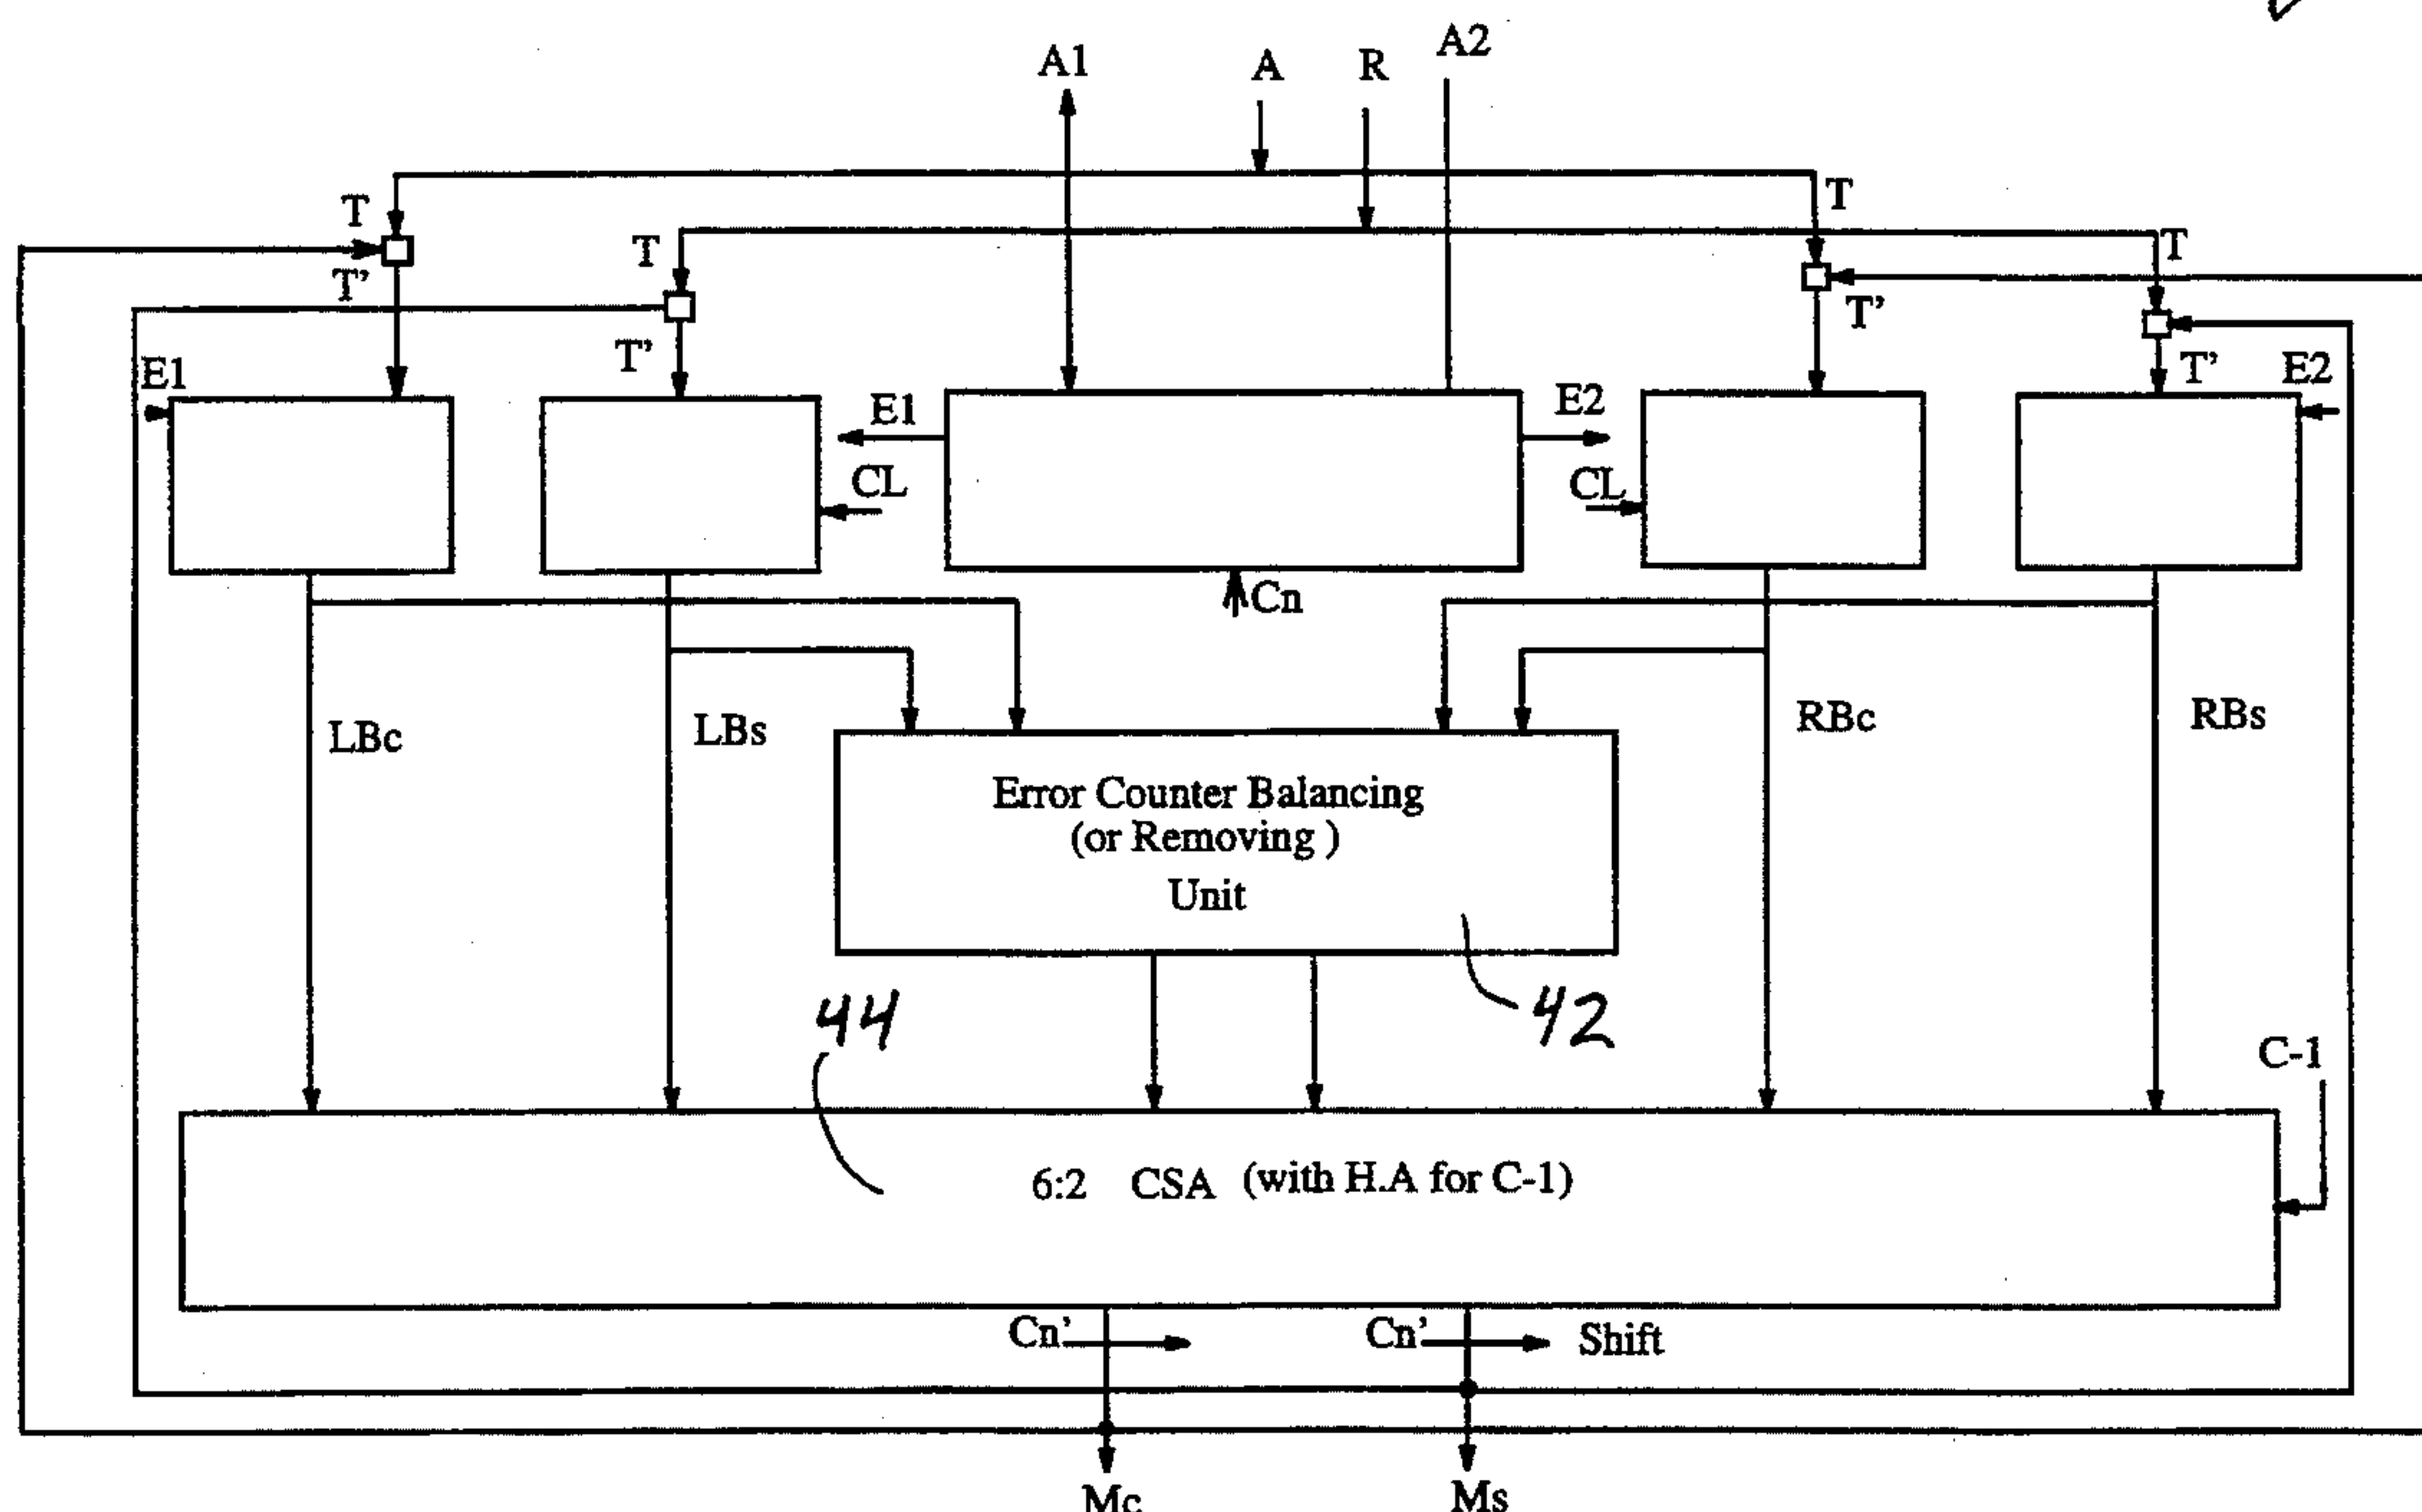 A1
A
R
A2
T
T
T
T
T'
T'
T'
T'
E1
E1
E2
E2
CL
CL
Cn
LBc
LBs
RBc
RBs
Error Counter Balancing
(or Removing )
Unit
44
42
C-1
6:2 CSA (with H.A for C-1)
Cn'
Cn'
Shift
Mc
Ms